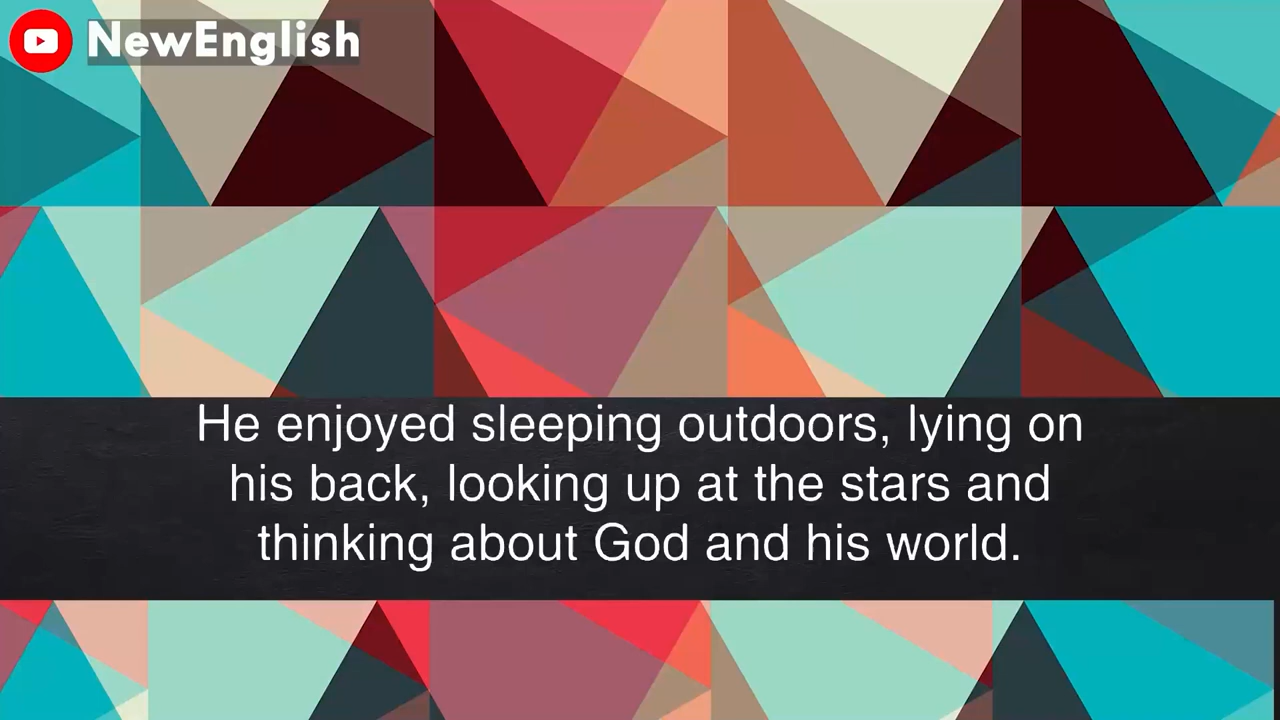 NewEnglish
He enjoyed sleeping outdoors, lying on
his back, looking up at the stars and
thinking about God and his world.